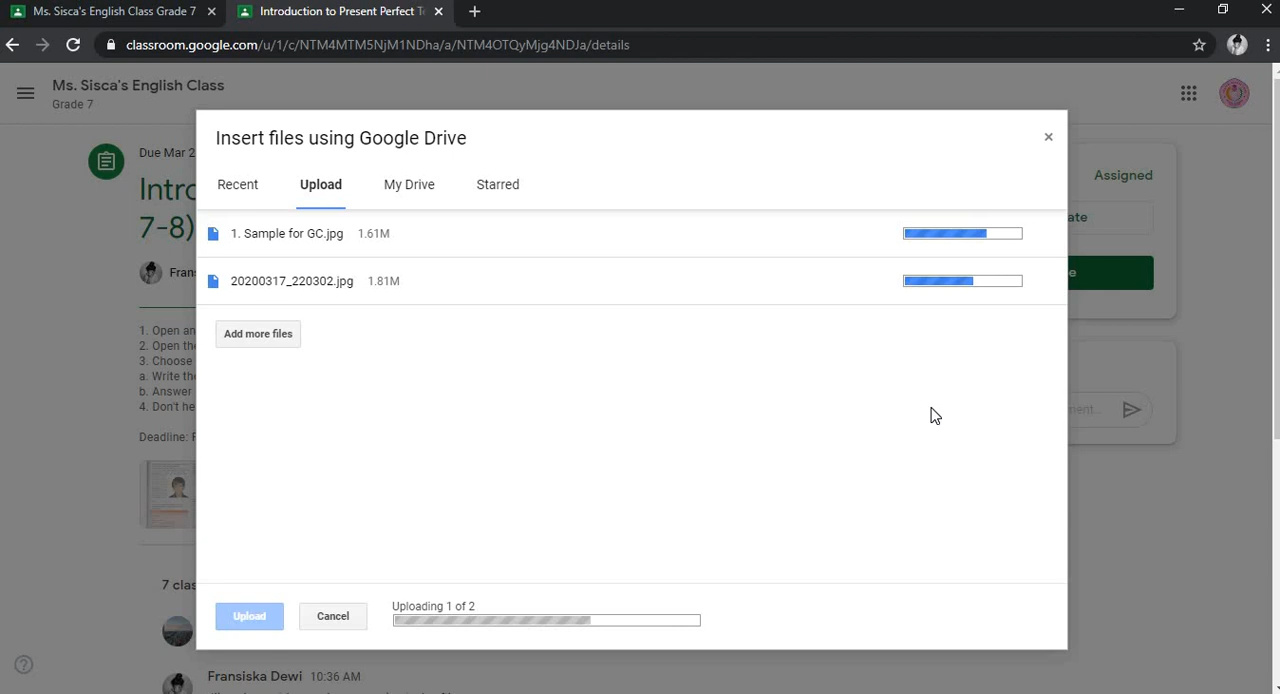 Ms. Sisca's English Class Grade 7
Introduction to Present Perfect Te
classroom.google.com/u/1/c/NTM4MTM5NjM1NDha/a/NTM4OTQyMjg4NDJa/details
Ms. Sisca's English Class
Grade 7
Insert files using Google Drive
Due Mar 2
Assigned
Recent Upload My Drive Starred
Intro
7-8)
1. Sample for GC.jpg 1.61M
20200317_220302.jpg 1.81M
Frans
Add more files
1. Open an
2. Open the
3. Choose
a. Write the
b. Answer
4. Don't he
Deadline: F
7 clas
Upload Cancel Uploading 1 of 2
Fransiska Dewi 10:36 AM